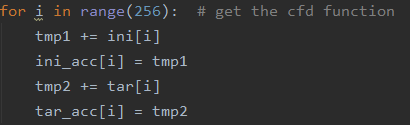 for i in range(256):  # get the cfd function
    tmp1 += ini[i]
    ini_acc[i] = tmp1
    tmp2 += tar[i]
    tar_acc[i] = tmp2